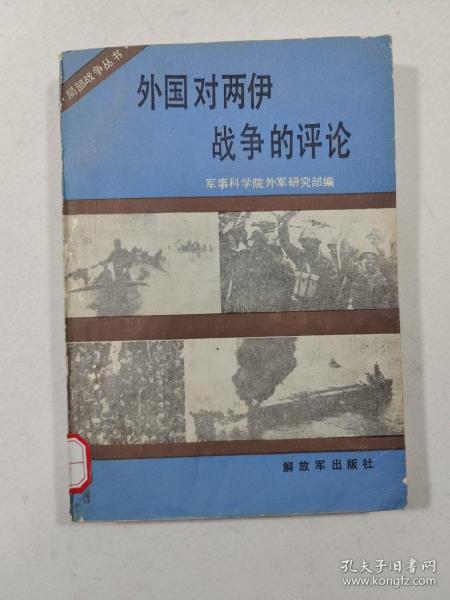 ·局部战争丛书·
外国对两伊
战争的评论
军事科学院外军研究部编
解放军出版社
孔夫子旧书网
www.kongfz.com